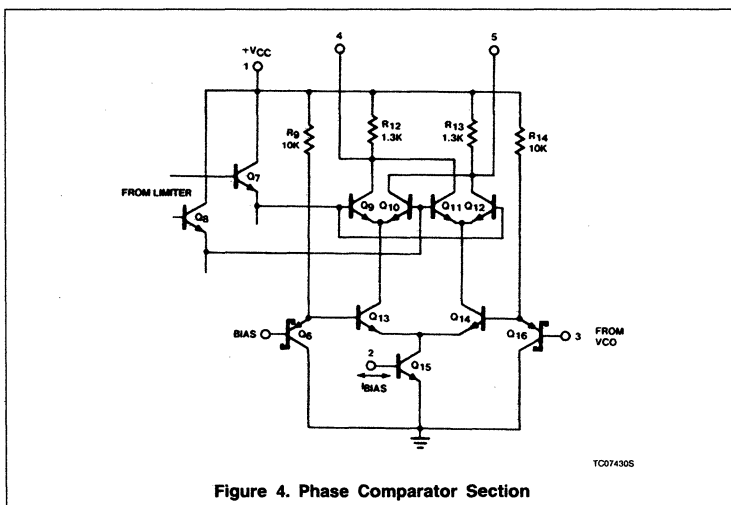 4
5
+VCC
1
R9
10K
R12
1.3K
R13
1.3K
R14
10K
Q7
FROM LIMITER
Q8
Q9
Q10
Q11
Q12
Q13
Q14
BIAS
Q6
Q16
3
FROM
VCO
2
Q15
IBIAS
TC07430S
Figure 4. Phase Comparator Section